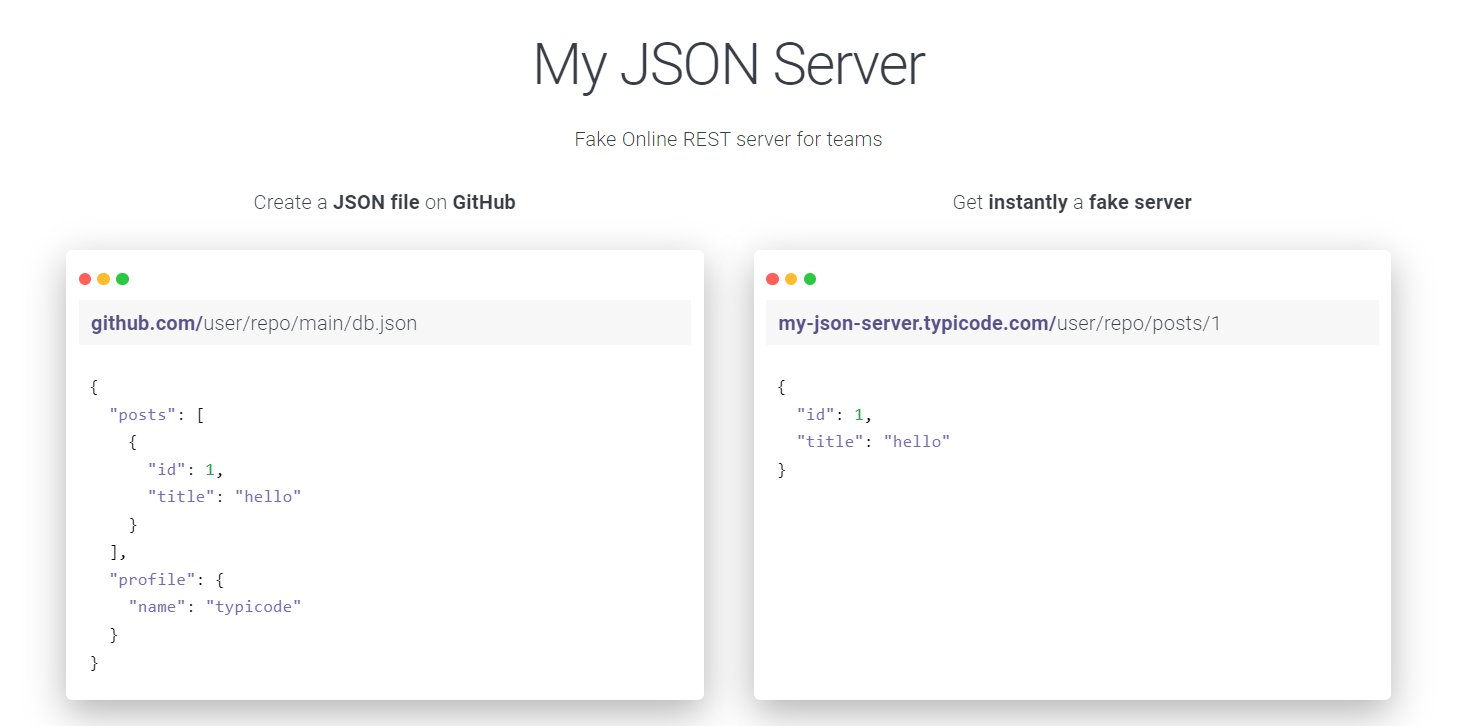 My JSON Server
Fake Online REST server for teams
Create a JSON file on GitHub
github.com/user/repo/main/db.json
{
  "posts": [
    {
      "id": 1,
      "title": "hello"
    }
  ],
  "profile": {
    "name": "typicode"
  }
}
Get instantly a fake server
my-json-server.typicode.com/user/repo/posts/1
{
  "id": 1,
  "title": "hello"
}